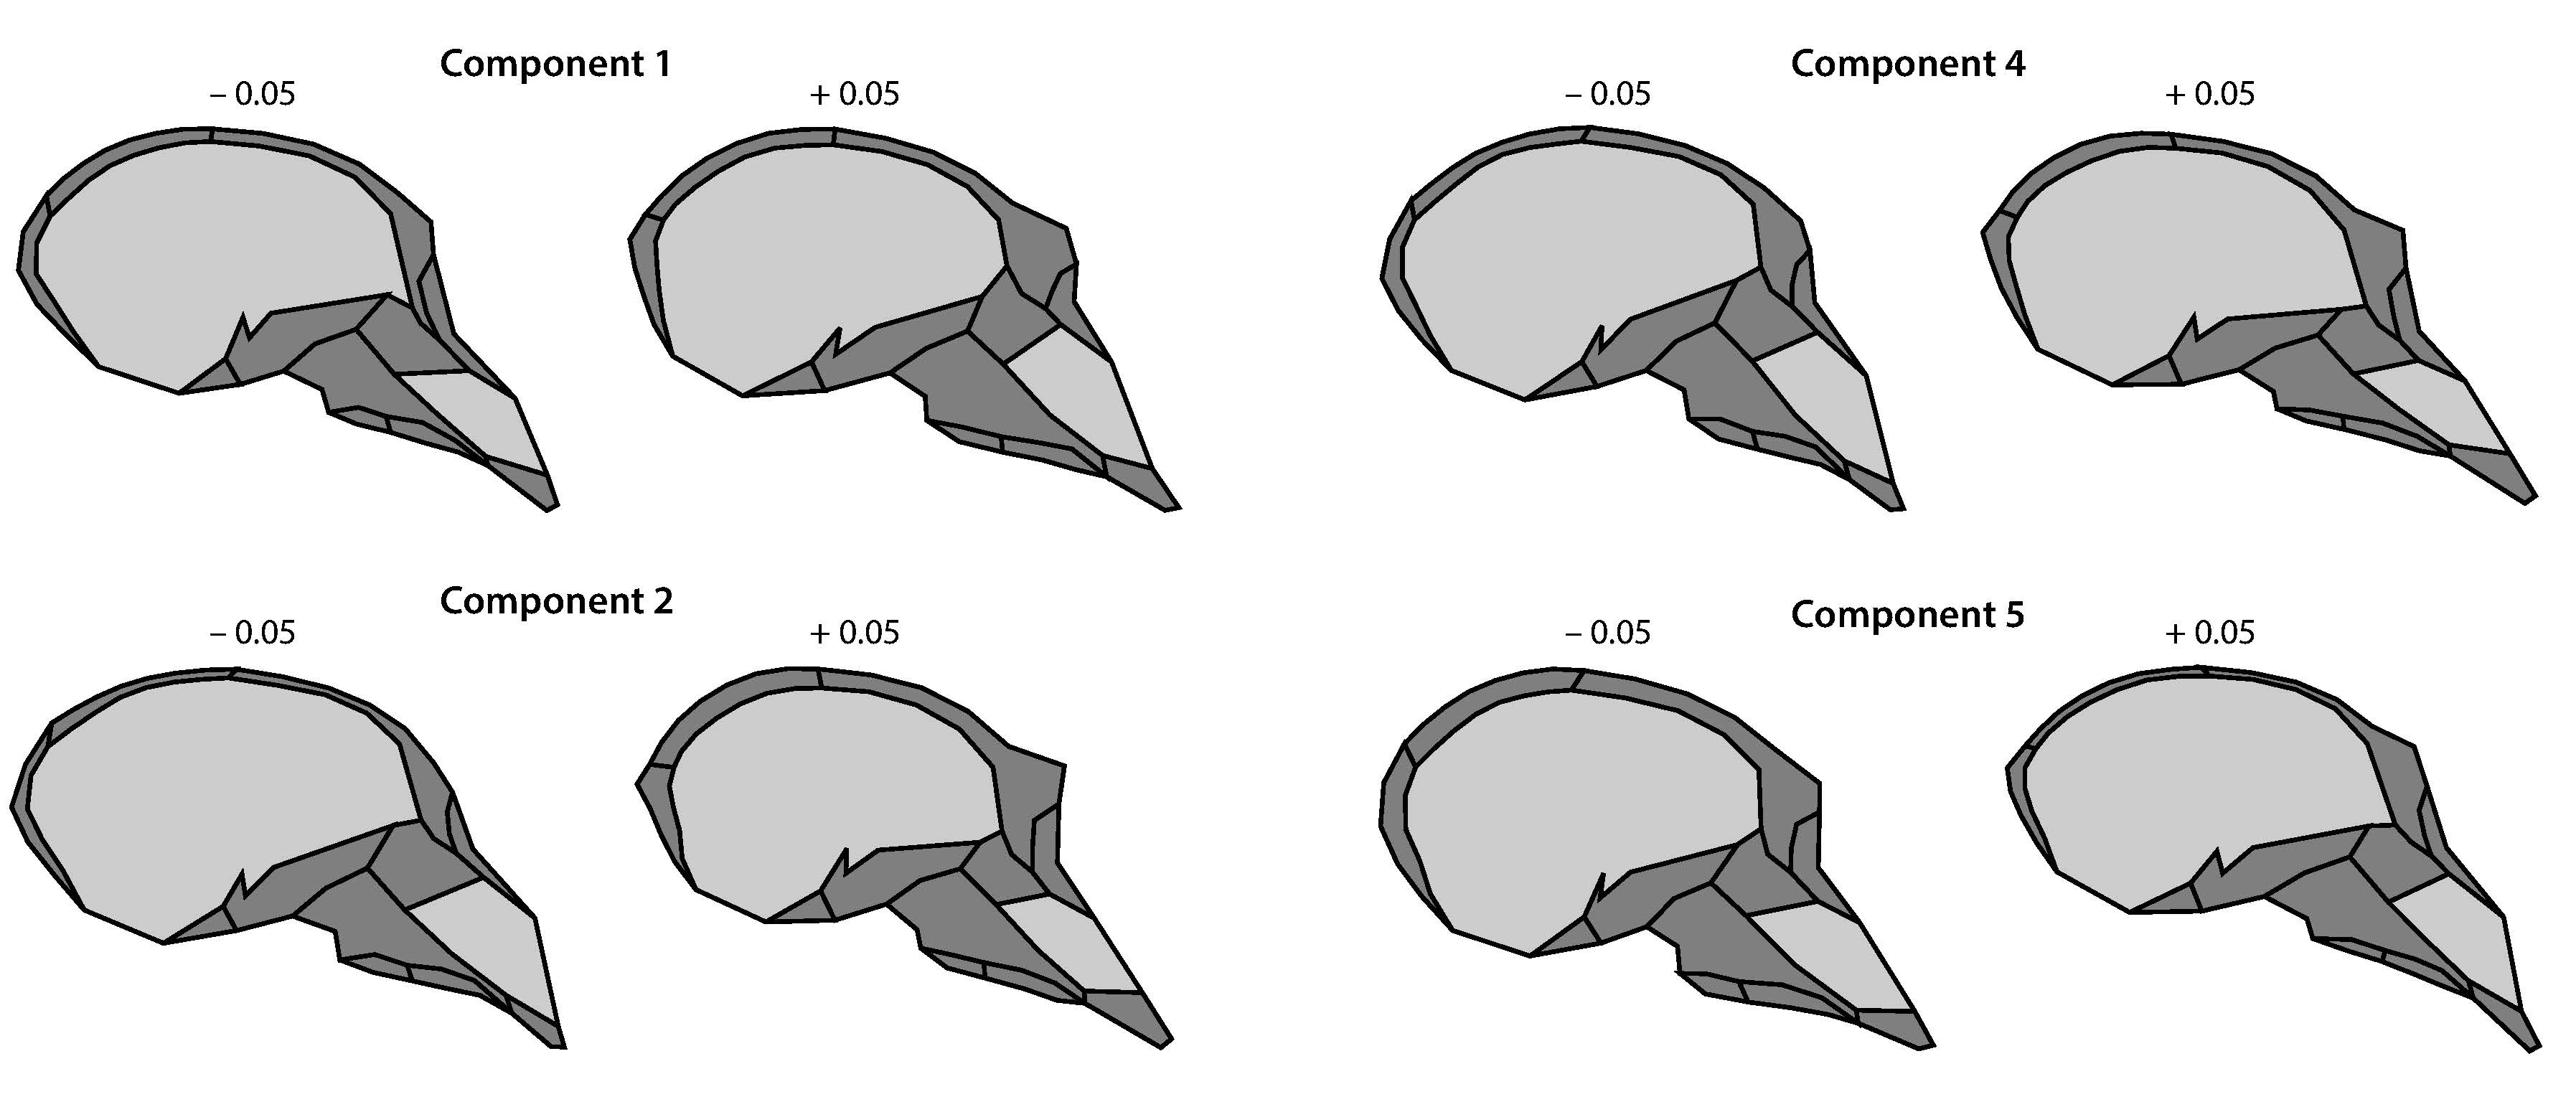 Component 1
– 0.05
+ 0.05
Component 4
– 0.05
+ 0.05
Component 2
– 0.05
+ 0.05
Component 5
– 0.05
+ 0.05